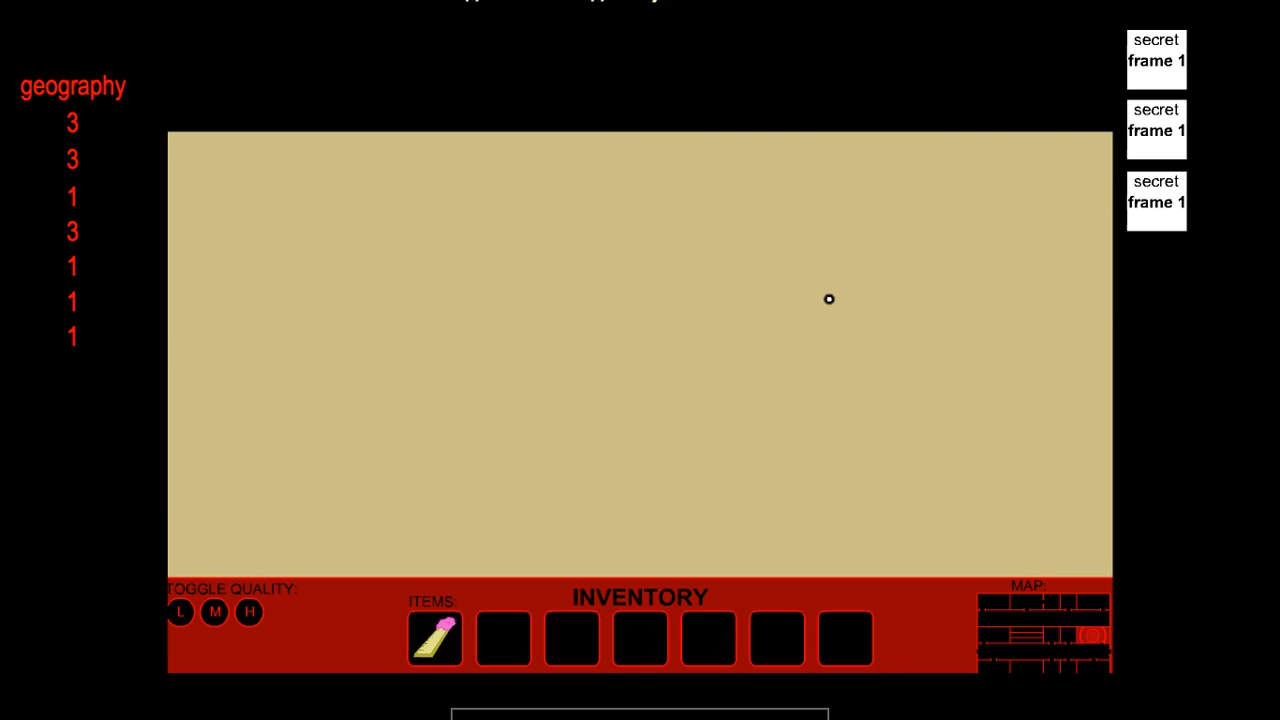 geography
3
3
1
3
1
1
1
secret
frame 1
secret
frame 1
secret
frame 1
TOGGLE QUALITY:
L M H
ITEMS:
INVENTORY
MAP: